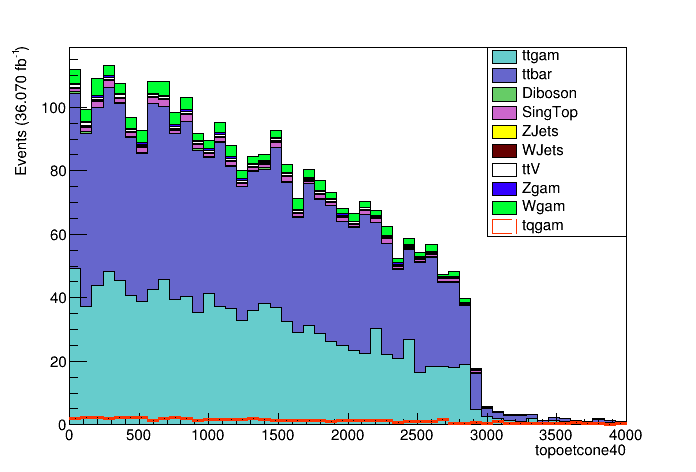 Events (36.070 fb-1)
100
80
60
40
20
0
0 500 1000 1500 2000 2500 3000 3500 4000
topoetcone40
ttgam
ttbar
Diboson
SingTop
ZJets
WJets
ttV
Zgam
Wgam
tqgam